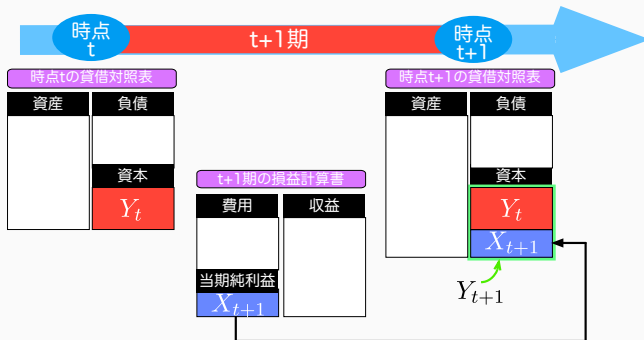 時点
t
t+1期
時点
t+1
時点tの貸借対照表
資産
負債
資本
Y_t
t+1期の損益計算書
費用
収益
当期純利益
X_{t+1}
時点t+1の貸借対照表
資産
負債
資本
Y_t
X_{t+1}
Y_{t+1}